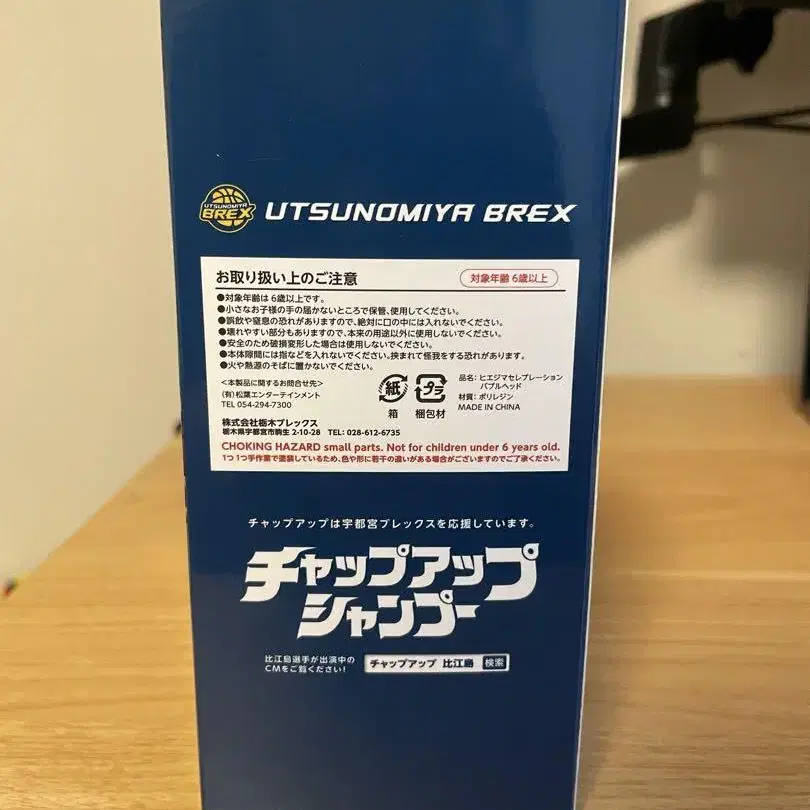 UTSUNOMIYA BREX
UTSUNOMIYA BREX
お取り扱い上のご注意
対象年齢 6歳以上
●対象年齢は 6歳以上です。
●小さなお子様の手の届かないところで保管、使用してください。
●誤飲や窒息の恐れがありますので、絶対に口の中には入れないでください。
●壊れやすい部分もありますので、本来の用途以外に使用しないでください。
●安全のため破損変形した場合は使用しないでください。
●本体隙間には指などを入れないでください。挟まれて怪我をする恐れがあります。
●火や熱源のそばに置かないでください。
<本製品に関するお問合せ先>
(有)松葉エンターテインメント
TEL 054-294-7300
紙
箱
プラ
梱包材
品名：ヒエジマセレブレーション
バブルヘッド
材質：ポリレジン
MADE IN CHINA
株式会社栃木ブレックス
栃木県宇都宮市駒生 2-10-28 TEL：028-612-6735
CHOKING HAZARD small parts. Not for children under 6 years old.
1つ 1つ手作業で塗装しているため、色や形に若干の違いがある場合がございますのでご了承ください。
チャップアップは宇都宮ブレックスを応援しています。
チャップアップ
シャンプー
比江島選手が出演中の
CMをご覧ください！
チャップアップ 比江島 検索